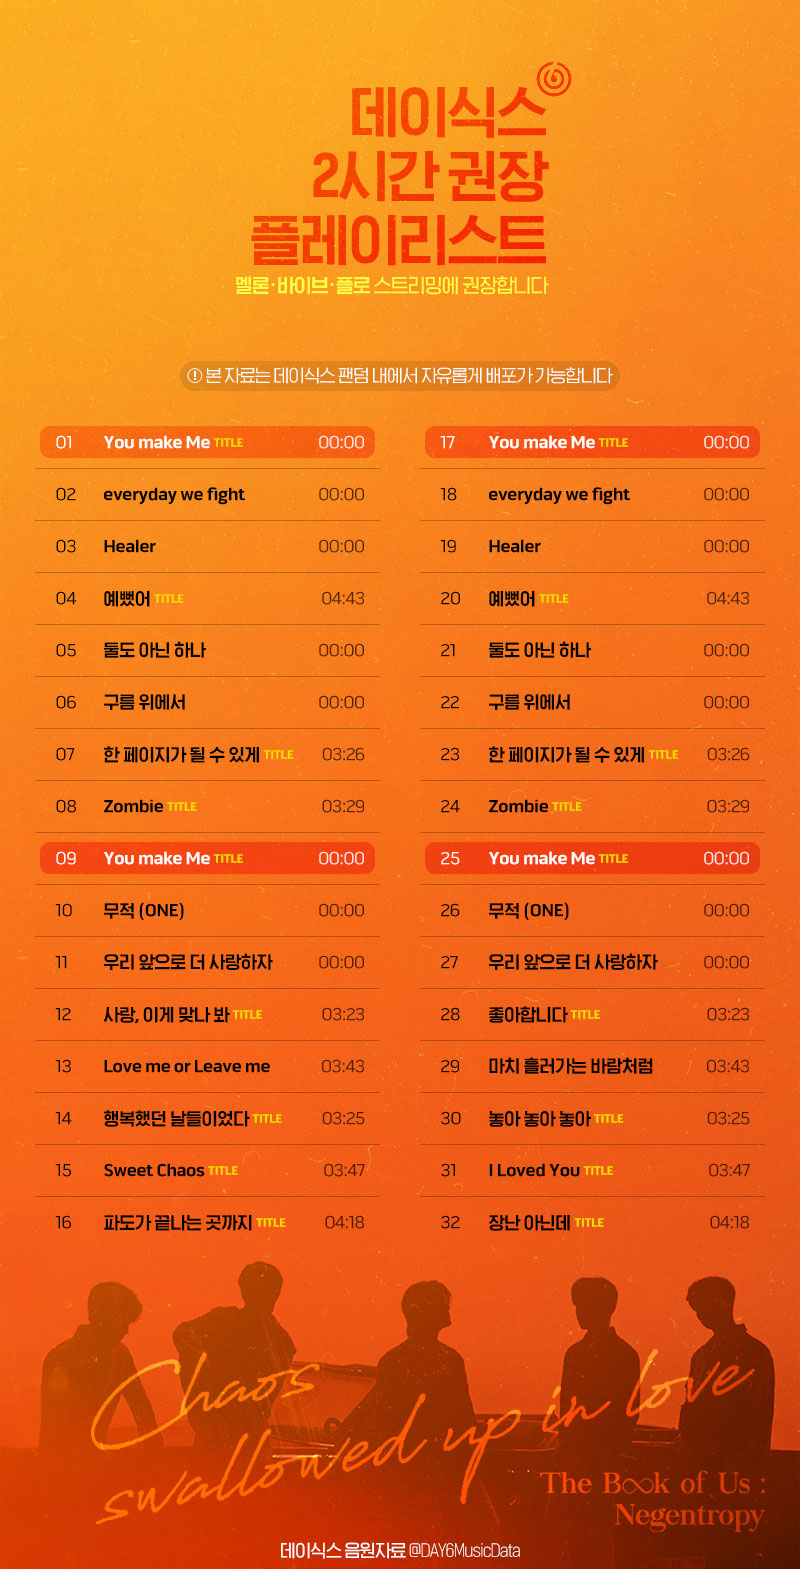 데이식스
2시간 권장
플레이리스트
멜론·바이브·플로 스트리밍에 권장합니다
! 본 자료는 데이식스 팬덤 내에서 자유롭게 배포가 가능합니다
01 You make Me TITLE 00:00
02 everyday we fight 00:00
03 Healer 00:00
04 예뻤어 TITLE 04:43
05 둘도 아닌 하나 00:00
06 구름 위에서 00:00
07 한 페이지가 될 수 있게 TITLE 03:26
08 Zombie TITLE 03:29
09 You make Me TITLE 00:00
10 무적 (ONE) 00:00
11 우리 앞으로 더 사랑하자 00:00
12 사랑, 이게 맞나 봐 TITLE 03:23
13 Love me or Leave me 03:43
14 행복했던 날들이었다 TITLE 03:25
15 Sweet Chaos TITLE 03:47
16 파도가 끝나는 곳까지 TITLE 04:18
17 You make Me TITLE 00:00
18 everyday we fight 00:00
19 Healer 00:00
20 예뻤어 TITLE 04:43
21 둘도 아닌 하나 00:00
22 구름 위에서 00:00
23 한 페이지가 될 수 있게 TITLE 03:26
24 Zombie TITLE 03:29
25 You make Me TITLE 00:00
26 무적 (ONE) 00:00
27 우리 앞으로 더 사랑하자 00:00
28 좋아합니다 TITLE 03:23
29 마치 흘러가는 바람처럼 03:43
30 놓아 놓아 놓아 TITLE 03:25
31 I Loved You TITLE 03:47
32 장난 아닌데 TITLE 04:18
Chaos
swallowed up in love
The Book of Us :
Negentropy
데이식스 음원자료 @DAY6MusicData